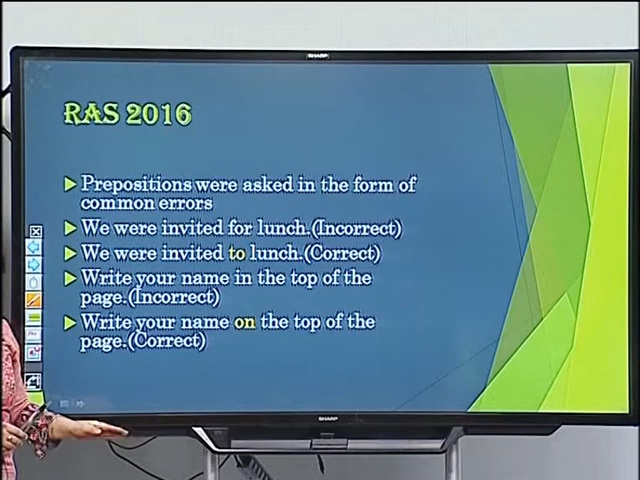 SHARP
RAS 2016
Prepositions were asked in the form of
common errors
We were invited for lunch.(Incorrect)
We were invited to lunch.(Correct)
Write your name in the top of the
page.(Incorrect)
Write your name on the top of the
page.(Correct)
SHARP